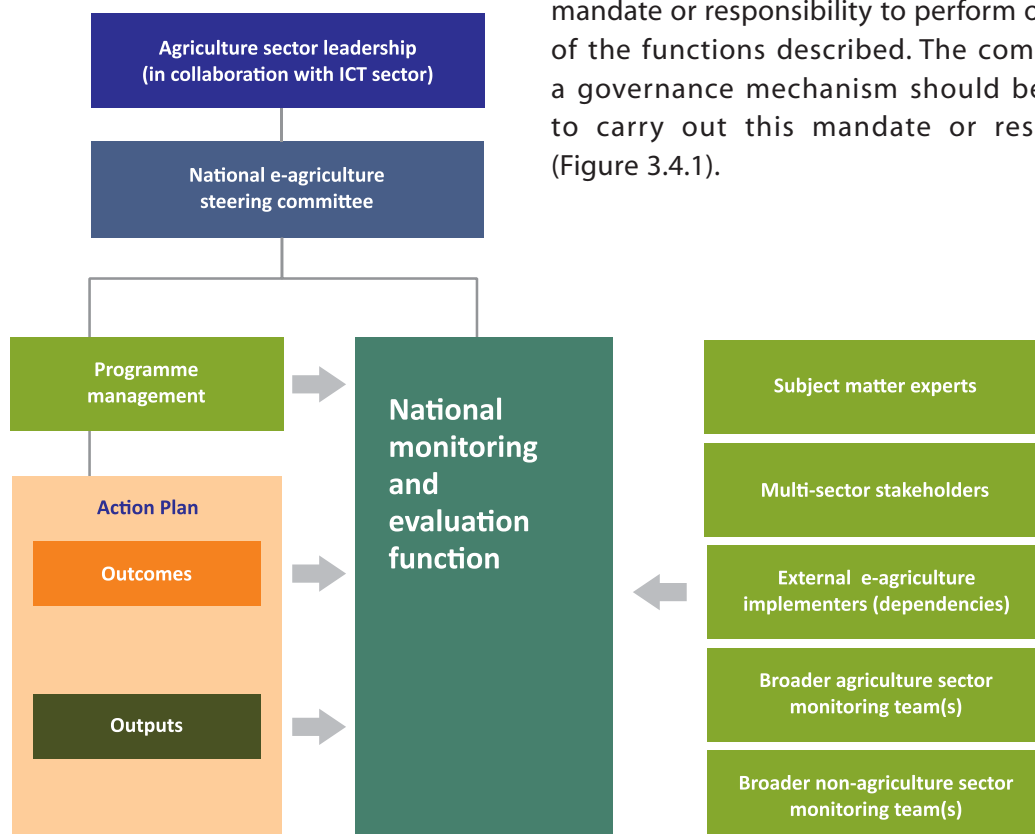 mandate or responsibility to perform
of the functions described. The
a governance mechanism should
to carry out this mandate or
(Figure 3.4.1).
Agriculture sector leadership
(in collaboration with ICT sector)
National e-agriculture
steering committee
Programme
management
Action Plan
Outcomes
Outputs
National
monitoring
and
evaluation
function
Subject matter experts
Multi-sector stakeholders
External e-agriculture
implementers (dependencies)
Broader agriculture sector
monitoring team(s)
Broader non-agriculture sector
monitoring team(s)